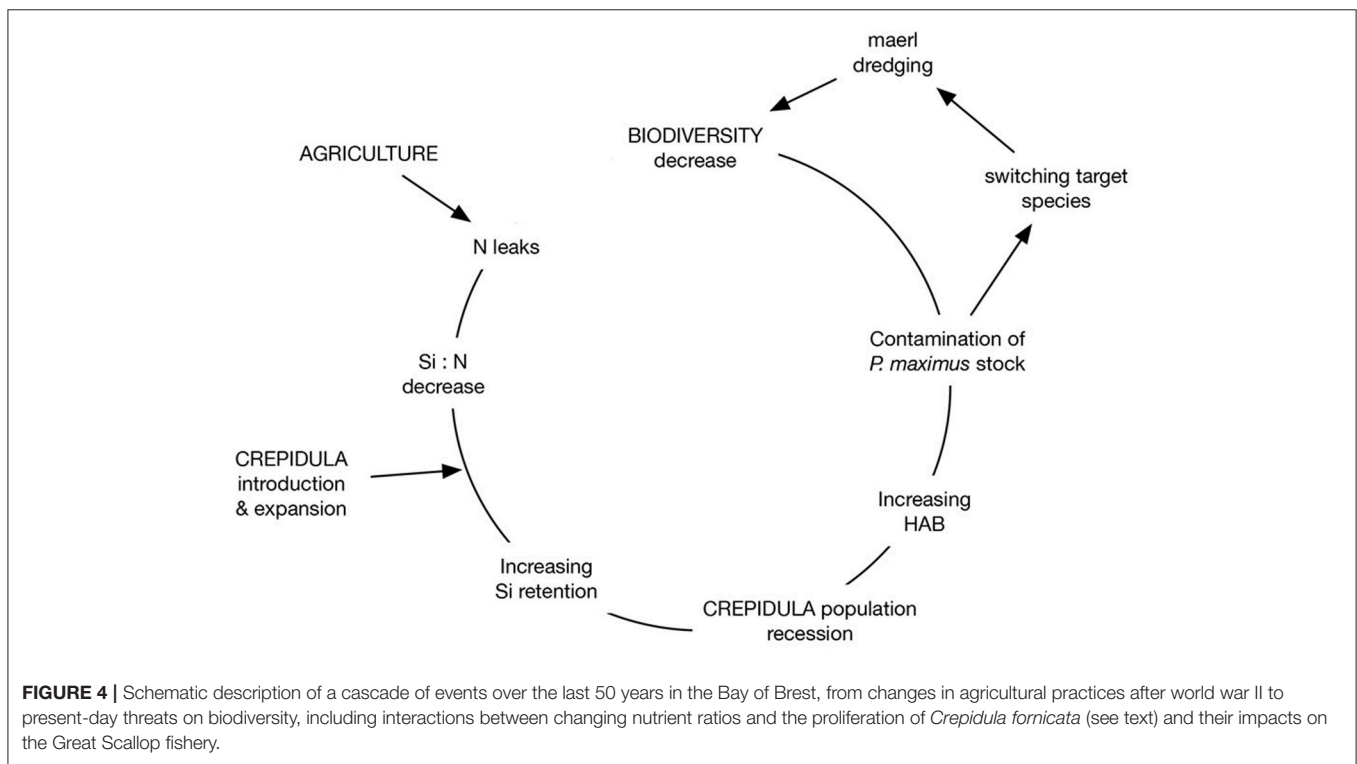 maerl
dredging
BIODIVERSITY
decrease
AGRICULTURE
switching target
species
N leaks
Contamination of
P. maximus stock
Si : N
decrease
CREPIDULA
introduction
& expansion
Increasing
HAB
Increasing
Si retention
CREPIDULA population
recession
FIGURE 4 | Schematic description of a cascade of events over the last 50 years in the Bay of Brest, from changes in agricultural practices after world war II to
present-day threats on biodiversity, including interactions between changing nutrient ratios and the proliferation of Crepidula fornicata (see text) and their impacts on
the Great Scallop fishery.